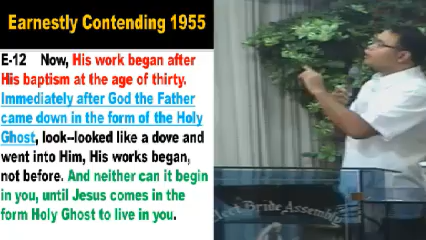 Earnestly Contending 1955
E-12 Now, His work began after
His baptism at the age of thirty.
Immediately after God the Father
came down in the form of the Holy
Ghost, look--looked like a dove and
went into Him, His works began,
not before. And neither can it begin
in you, until Jesus comes in the
form Holy Ghost to live in you.
Bride Assembly